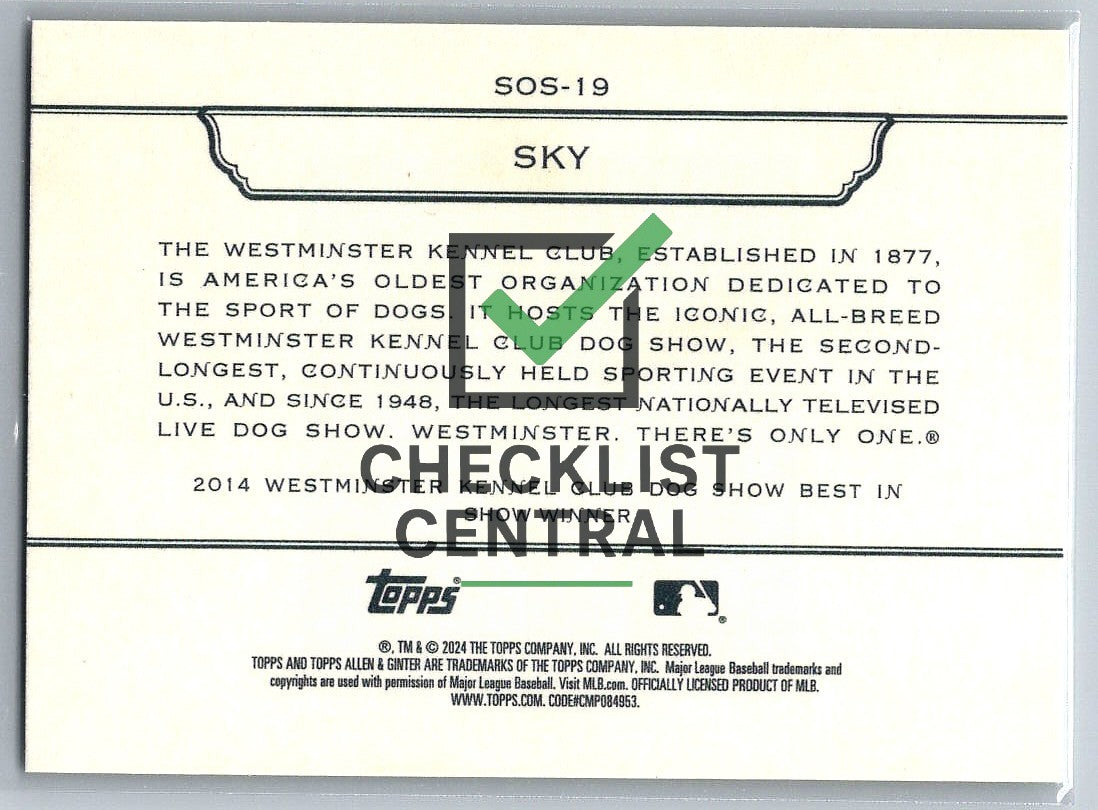 SOS-19
SKY
THE WESTMINSTER KENNEL CLUB, ESTABLISHED IN 1877,
IS AMERICA'S OLDEST ORGANIZATION DEDICATED TO
THE SPORT OF DOGS. IT HOSTS THE ICONIC, ALL-BREED
WESTMINSTER KENNEL CLUB DOG SHOW, THE SECOND-
LONGEST, CONTINUOUSLY HELD SPORTING EVENT IN THE
U.S., AND SINCE 1948, THE LONGEST NATIONALLY TELEVISED
LIVE DOG SHOW. WESTMINSTER. THERE'S ONLY ONE.®
CHECKLIST
2014 WESTMINSTER KENNEL CLUB DOG SHOW BEST IN
SHOW WINNER
CENTRAL
topps®
®
®, TM & © 2024 THE TOPPS COMPANY, INC. ALL RIGHTS RESERVED.
TOPPS AND TOPPS ALLEN & GINTER ARE TRADEMARKS OF THE TOPPS COMPANY, INC. Major League Baseball trademarks and
copyrights are used with permission of Major League Baseball. Visit MLB.com. OFFICIALLY LICENSED PRODUCT OF MLB.
WWW.TOPPS.COM. CODE#CMP084953.